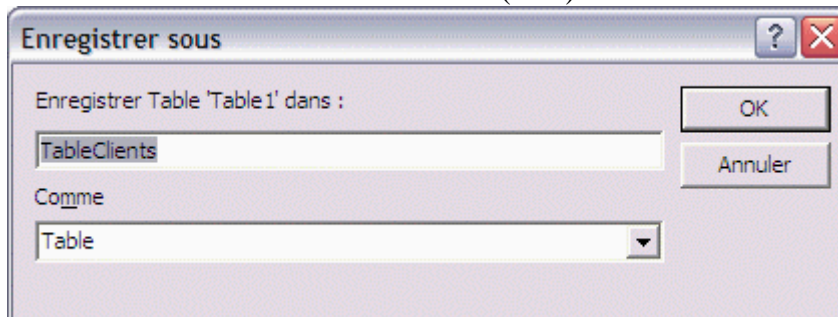 Enregistrer sous
Enregistrer Table 'Table1' dans :
OK
TableClients
Annuler
Comme
Table